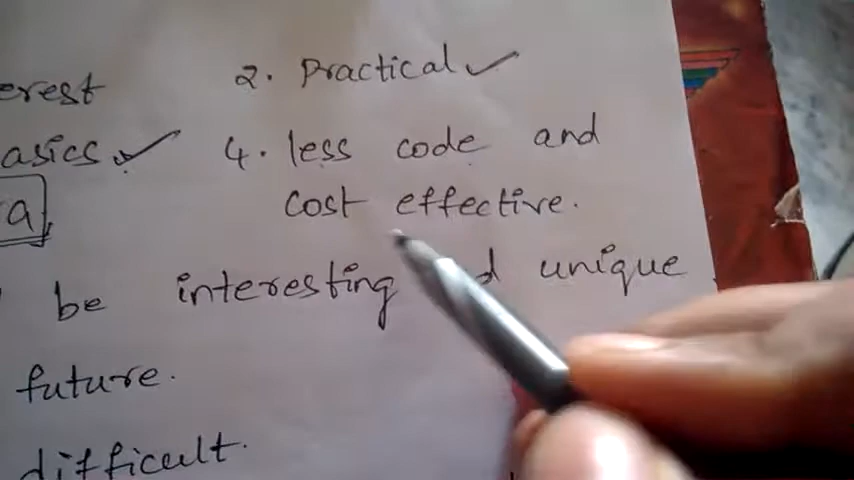 erest 2. Practical
asics 4. less code and
a cost effective.
be interesting unique
future.
difficult.